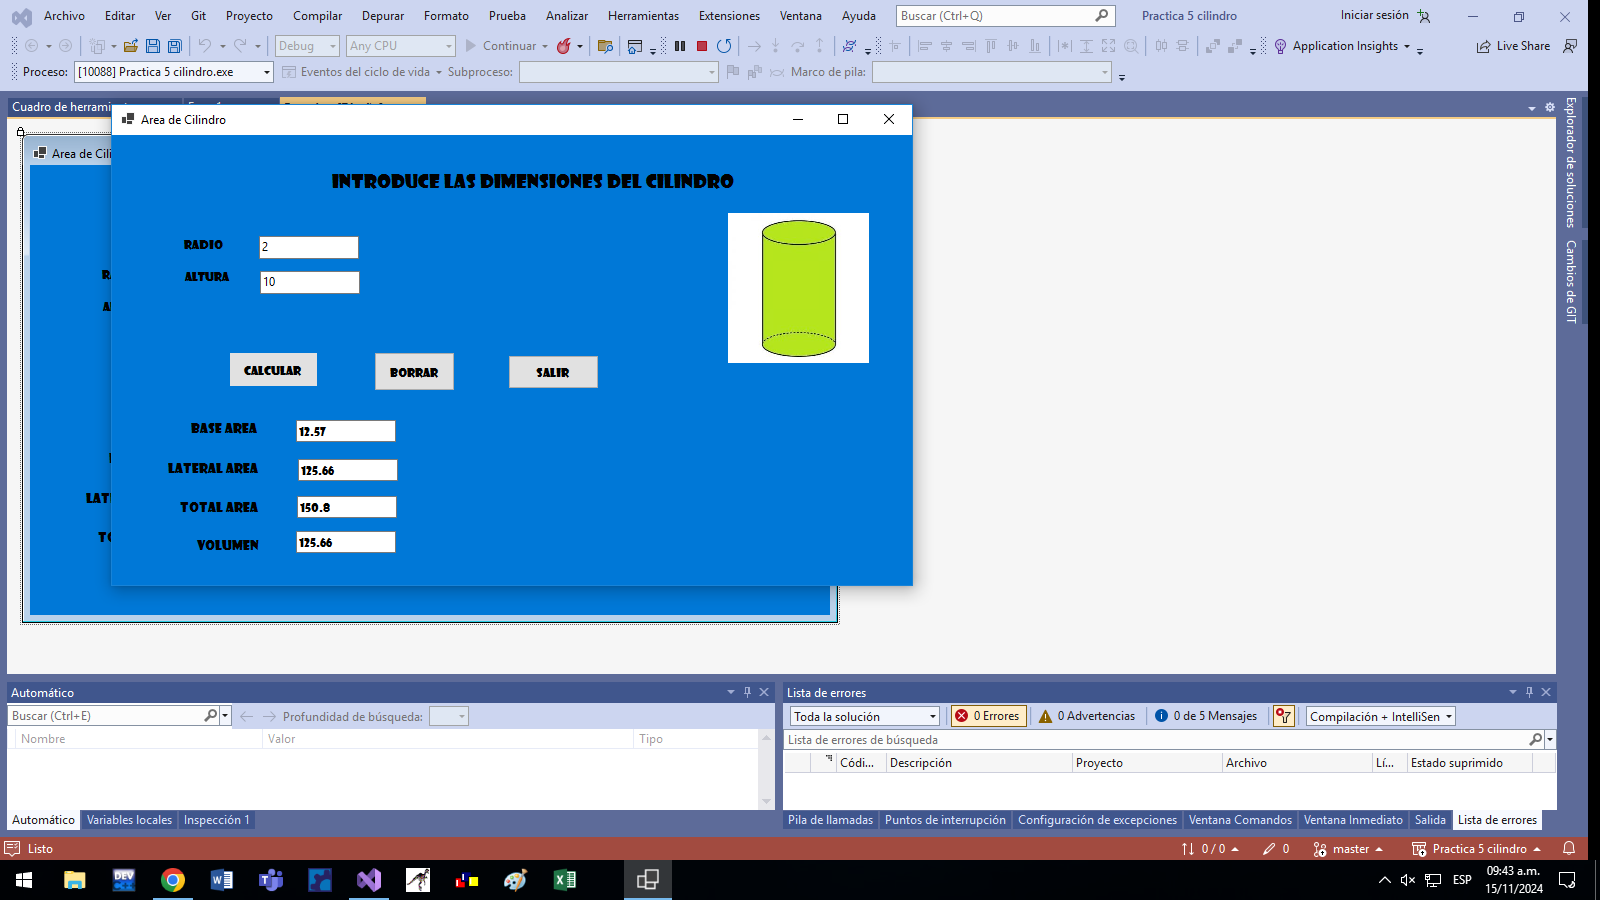 Archivo Editar Ver Git Proyecto Compilar Depurar Formato Prueba Analizar Herramientas Extensiones Ventana Ayuda Buscar (Ctrl+Q) Practica 5 cilindro Iniciar sesión
Debug Any CPU Continuar Application Insights Live Share
Proceso: [10088] Practica 5 cilindro.exe Eventos del ciclo de vida Subproceso: Marco de pila:
Cuadro de herrami
Area de Cilindro
Area de Cili
INTRODUCE LAS DIMENSIONES DEL CILINDRO
RADIO 2
ALTURA 10
CALCULAR BORRAR SALIR
BASE AREA 12.57
LATERAL AREA 125.66
TOTAL AREA 150.8
VOLUMEN 125.66
LAT
TO
Explorador de soluciones
Cambios de GIT
Automático
Buscar (Ctrl+E) Profundidad de búsqueda:
Nombre Valor Tipo
Automático Variables locales Inspección 1
Lista de errores
Toda la solución 0 Errores 0 Advertencias 0 de 5 Mensajes Compilación + IntelliSen
Lista de errores de búsqueda
Códi... Descripción Proyecto Archivo Lí... Estado suprimido
Pila de llamadas Puntos de interrupción Configuración de excepciones Ventana Comandos Ventana Inmediato Salida Lista de errores
Listo 0 / 0 0 master Practica 5 cilindro
DEV
ESP 09:43 a.m.
15/11/2024